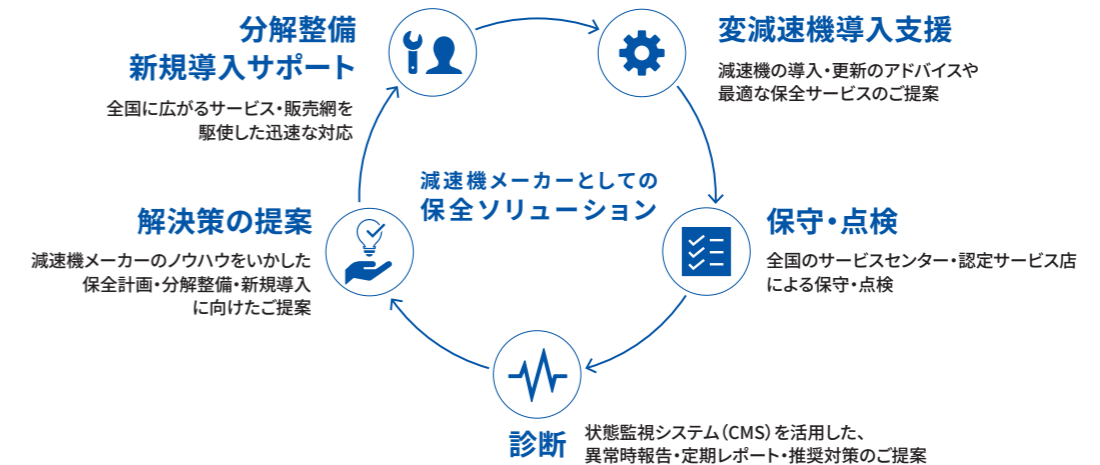 分解整備
新規導入サポート
全国に広がるサービス・販売網を
駆使した迅速な対応
変減速機導入支援
減速機の導入・更新のアドバイスや
最適な保全サービスのご提案
減速機メーカーとしての
保全ソリューション
解決策の提案
減速機メーカーのノウハウをいかした
保全計画・分解整備・新規導入
に向けたご提案
保守・点検
全国のサービスセンター・認定サービス店
による保守・点検
診断
状態監視システム（CMS）を活用した、
異常時報告・定期レポート・推奨対策のご提案